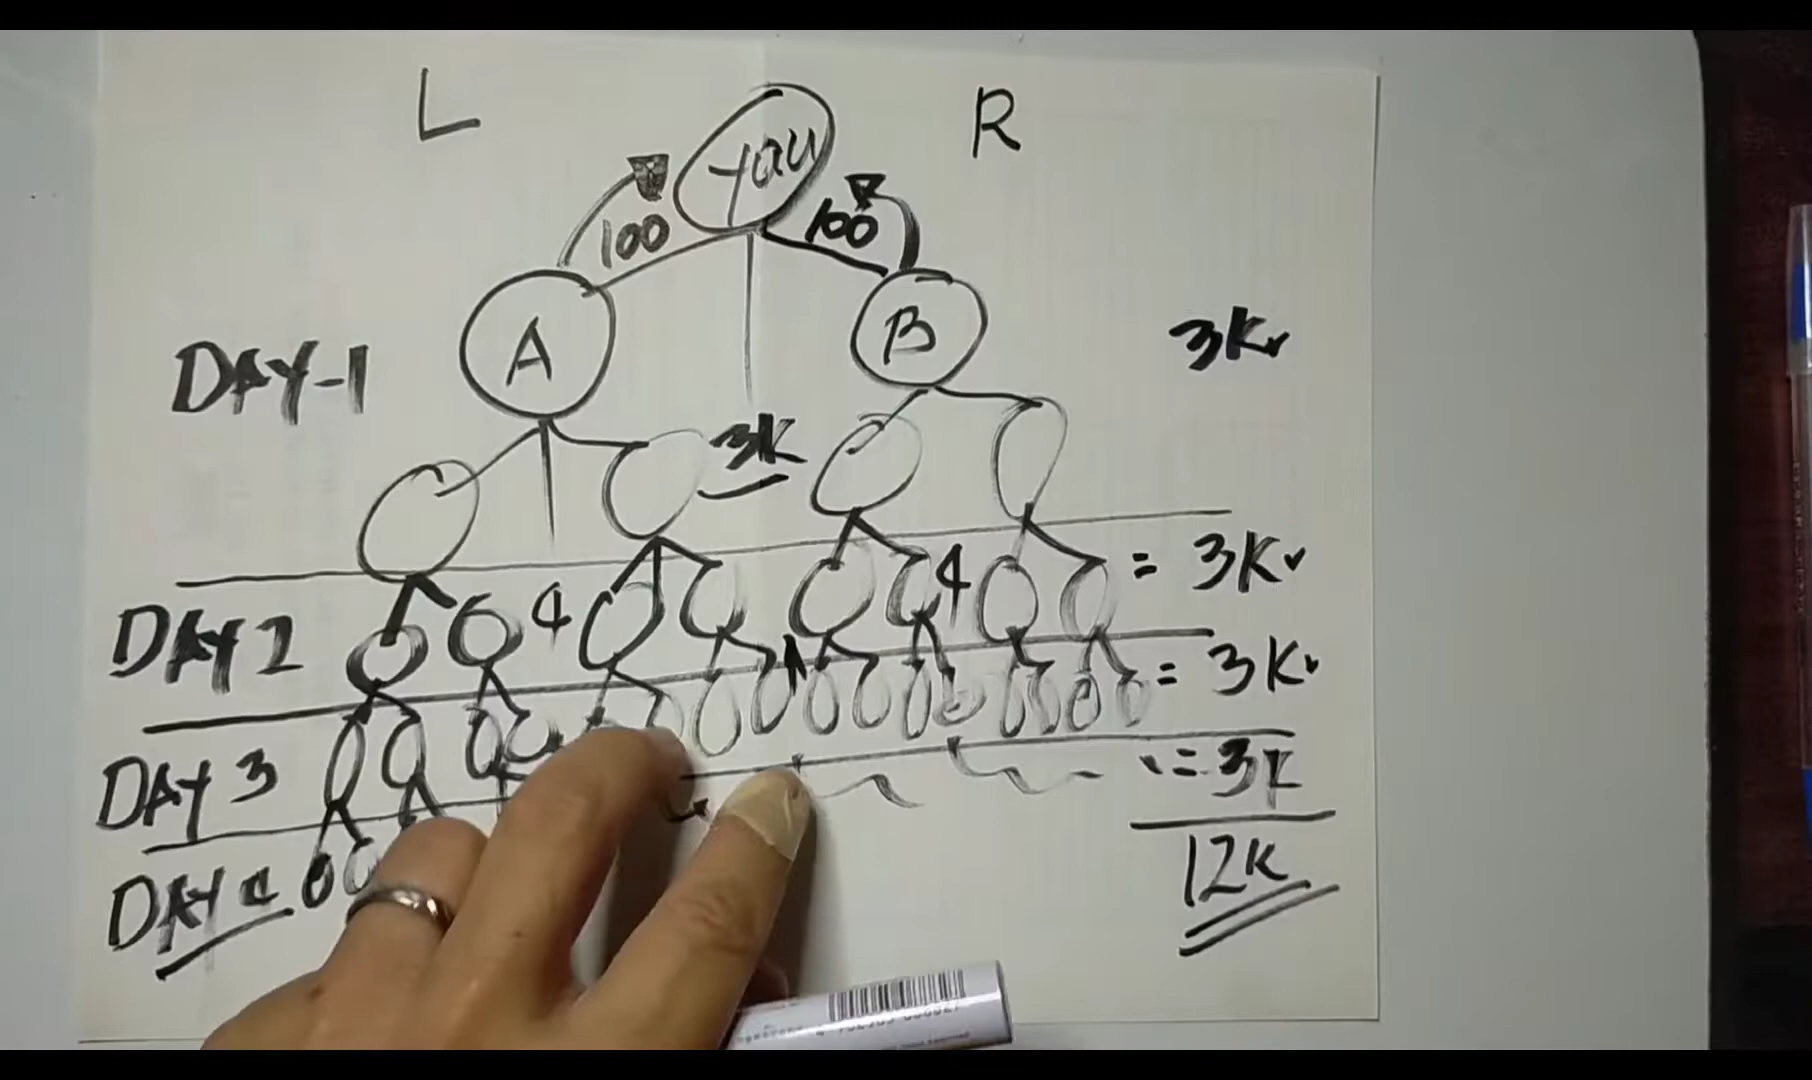 L R
YOU
100 100
A B
DAY-1 3K
3K
DAY 2 4 4 = 3K
= 3K
DAY 3 = 3K
DAY 4 12K